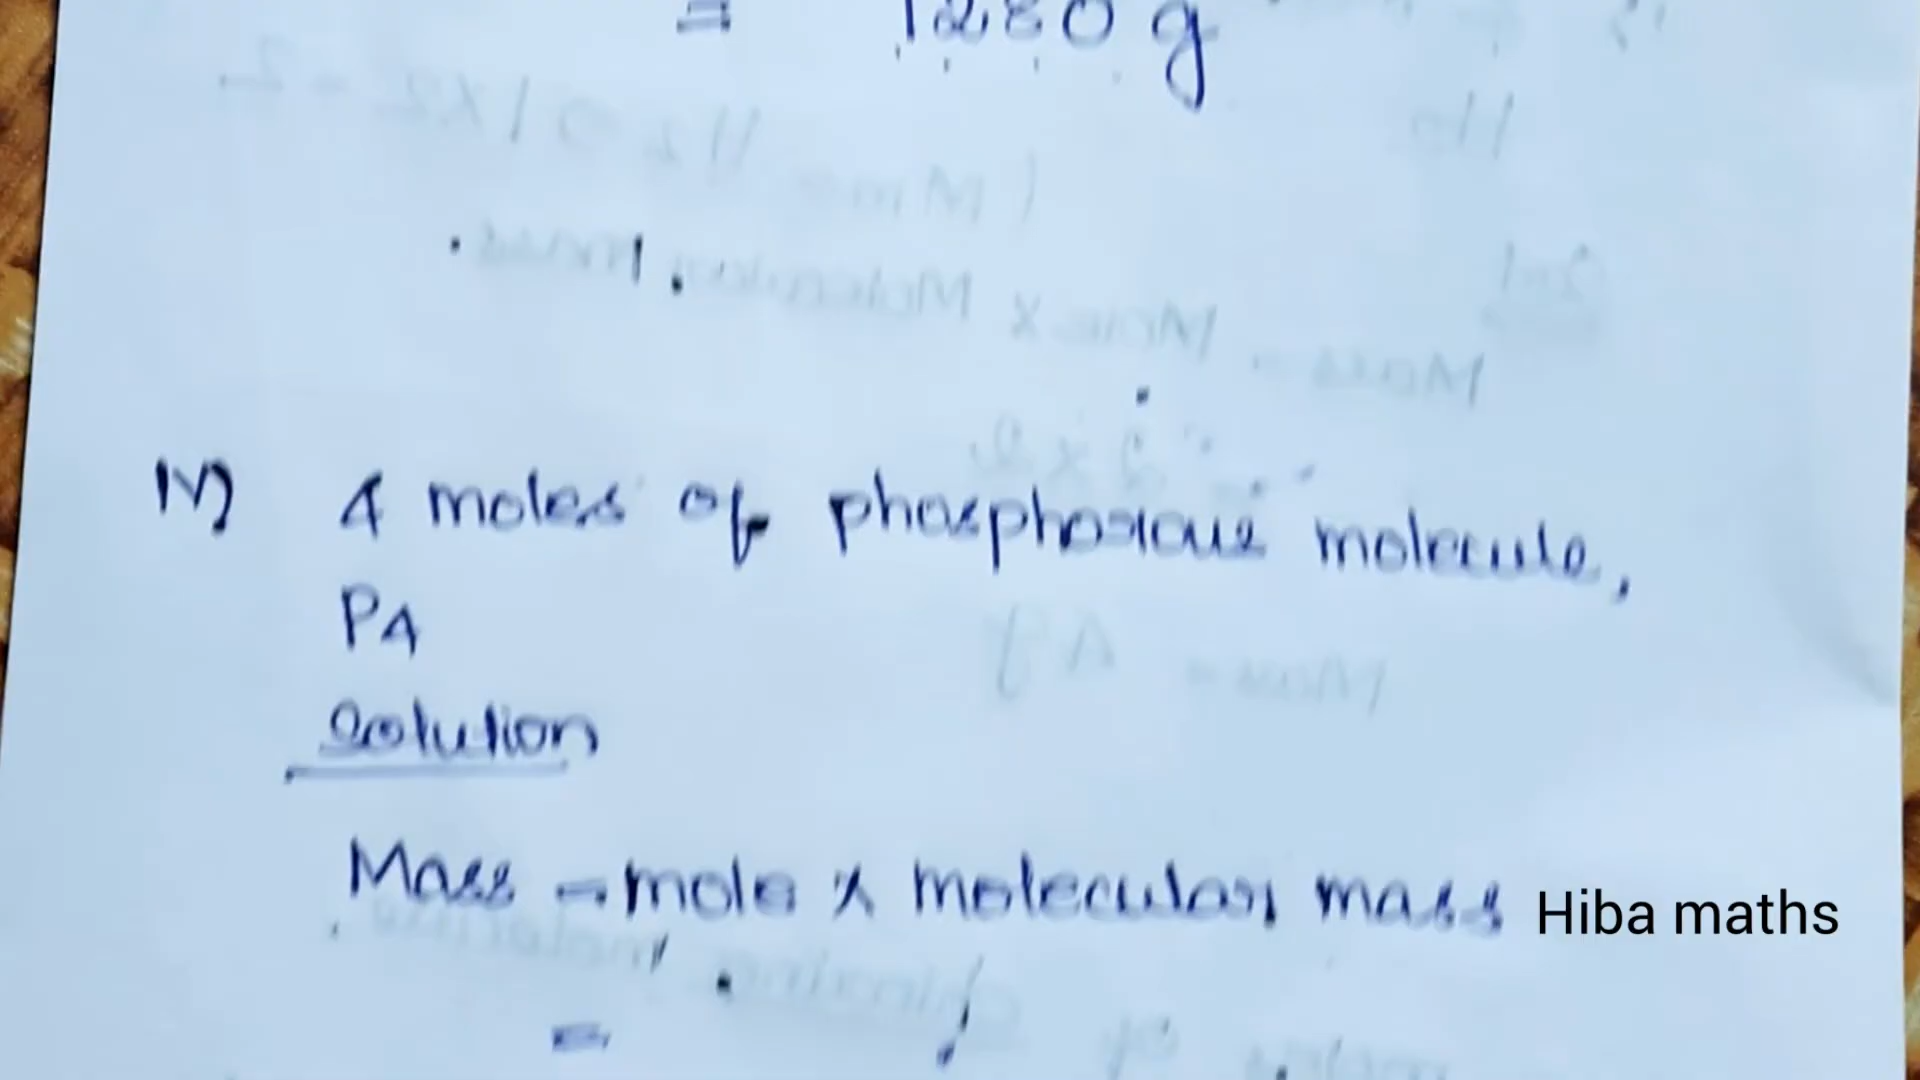 = 1280 g
IV) 4 moles of phosphorous molecule,
P4
Solution
Mass = mole x molecular mass
Hiba maths
=